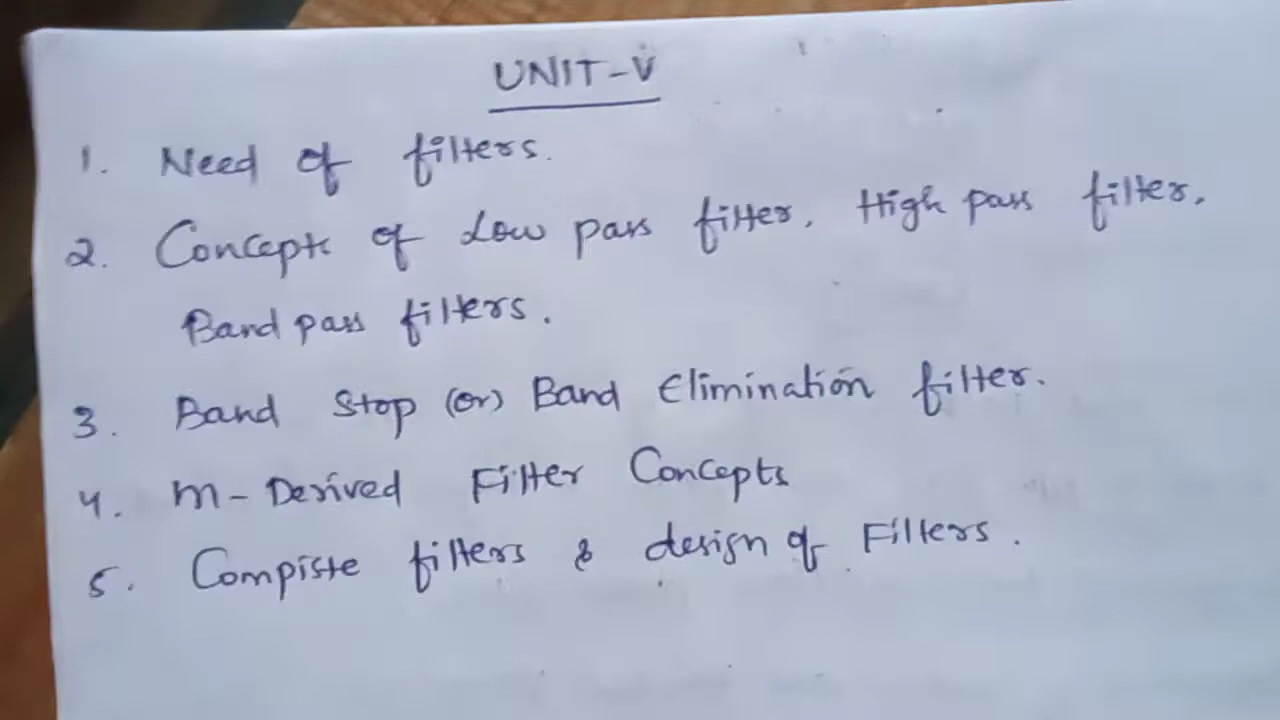 UNIT-V
1. Need of filters.
2. Concepts of Low pass filter, High pass filter,
Band pass filters.
3. Band Stop (or) Band Elimination filter.
4. m-Derived Filter Concepts
5. Compiste filters & design of Filters.